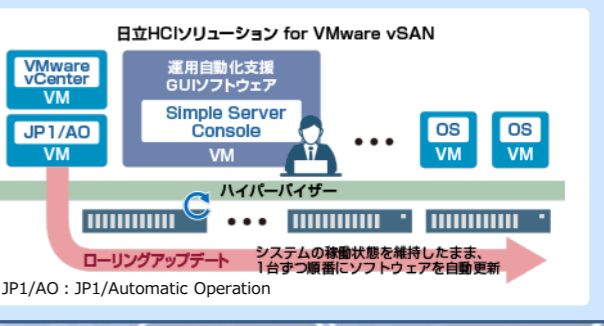 日立HCIソリューション for VMware vSAN
VMware
vCenter
VM
JP1/AO
VM
運用自動化支援
GUIソフトウェア
Simple Server
Console
VM
•••
OS
VM
OS
VM
ハイパーバイザー
•••
ローリングアップデート
システムの稼働状態を維持したまま、
1台ずつ順番にソフトウェアを自動更新
JP1/AO : JP1/Automatic Operation